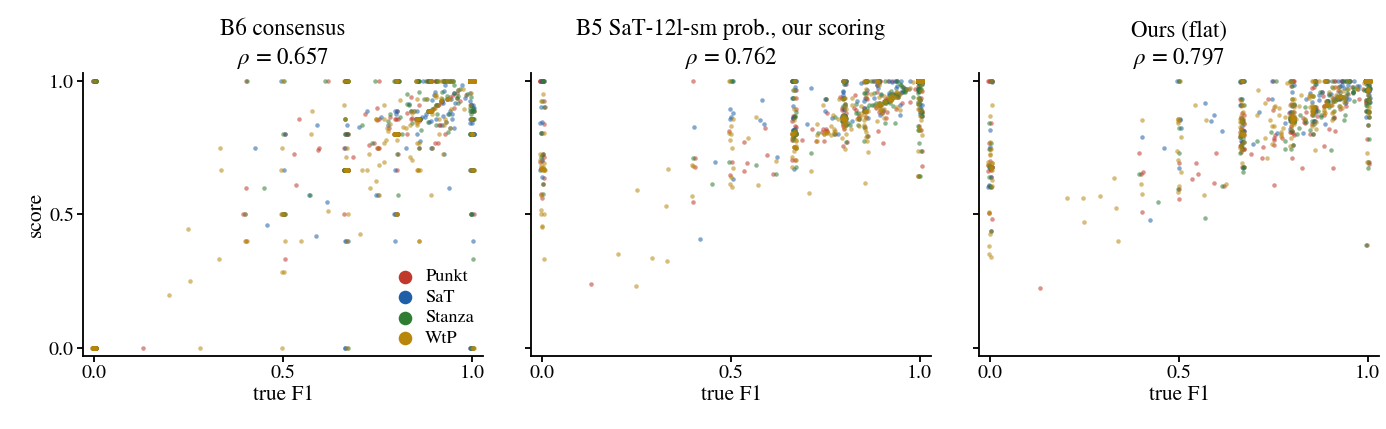 B6 consensus
ρ = 0.657
B5 SaT-12l-sm prob., our scoring
ρ = 0.762
Ours (flat)
ρ = 0.797
score
1.0
0.5
0.0
Punkt
SaT
Stanza
WtP
0.0 0.5 1.0
true F1
0.0 0.5 1.0
true F1
0.0 0.5 1.0
true F1